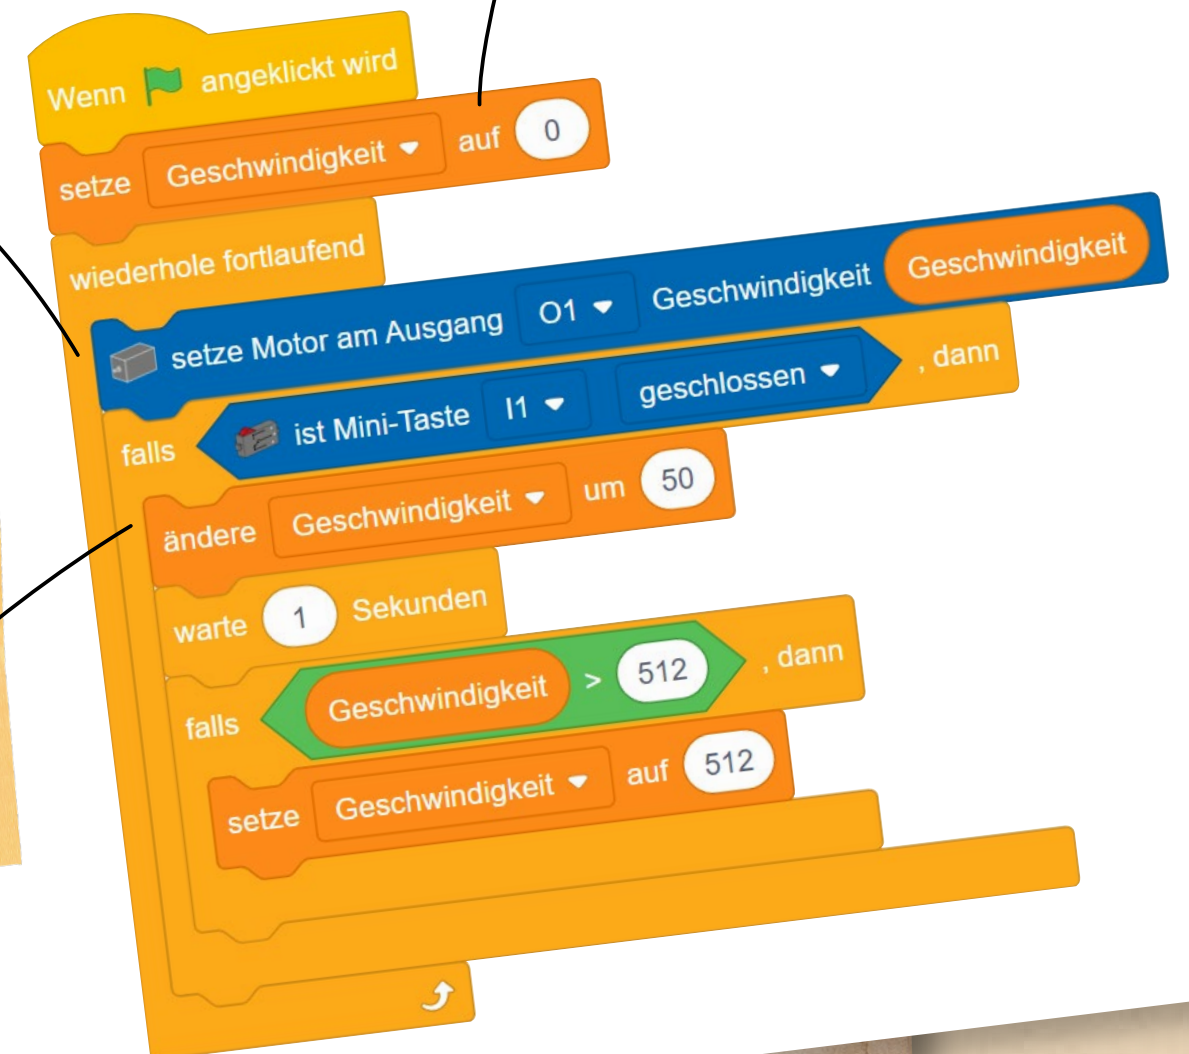 Wenn angeklickt wird
setze Geschwindigkeit auf 0
wiederhole fortlaufend
setze Motor am Ausgang O1 Geschwindigkeit Geschwindigkeit
falls ist Mini-Taste I1 geschlossen , dann
ändere Geschwindigkeit um 50
warte 1 Sekunden
falls Geschwindigkeit > 512 , dann
setze Geschwindigkeit auf 512